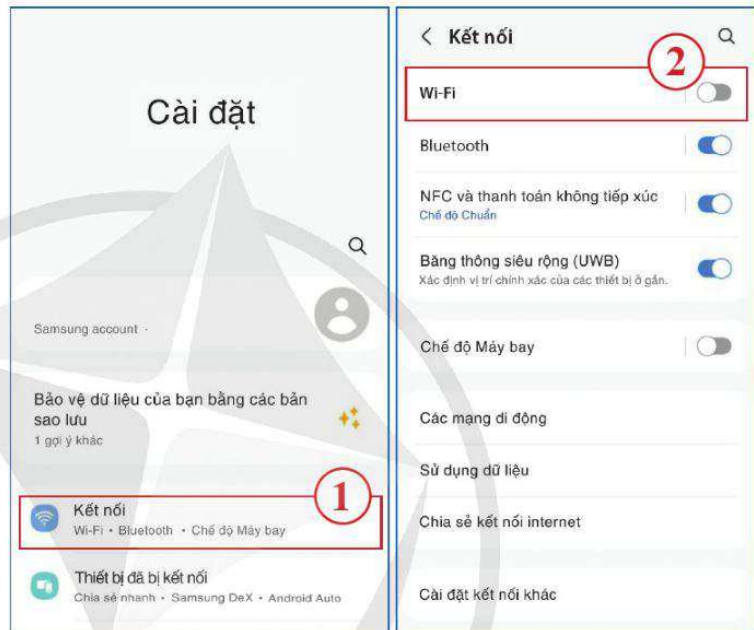 Cài đặt
Samsung account
Bảo vệ dữ liệu của bạn bằng các bản
sao lưu
1 gợi ý khác
1
Kết nối
Wi-Fi • Bluetooth • Chế độ Máy bay
Thiết bị đã bị kết nối
Chia sẻ nhanh • Samsung DeX • Android Auto
Kết nối
2
Wi-Fi
Bluetooth
NFC và thanh toán không tiếp xúc
Chế độ Chuẩn
Băng thông siêu rộng (UWB)
Xác định vị trí chính xác của các thiết bị ở gần.
Chế độ Máy bay
Các mạng di động
Sử dụng dữ liệu
Chia sẻ kết nối internet
Cài đặt kết nối khác